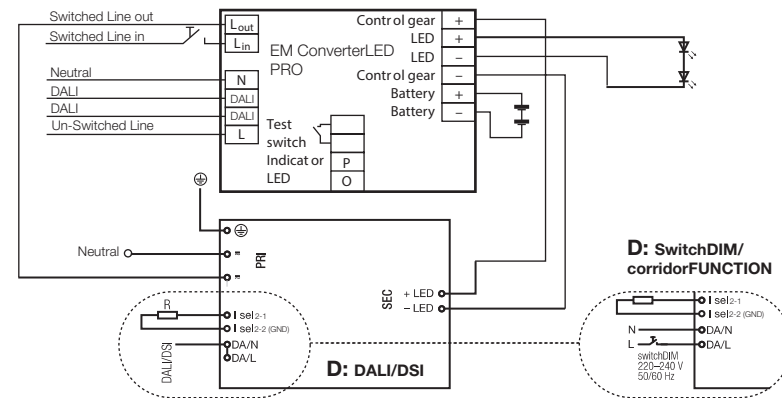 Switched Line out
Switched Line in
Neutral
DALI
DALI
Un-Switched Line
Lout
Lin
N
DALI
DALI
L
EM ConverterLED
PRO
Test
switch
Indicat or
LED
P
O
Control gear +
LED +
LED –
Control gear –
Battery +
Battery –
Neutral
PRI
=
=
SEC
+ LED
– LED
R
I sel2-1
I sel2-2 (GND)
DA/N
DA/L
DALI/DSI
D: DALI/DSI
D: SwitchDIM/
corridorFUNCTION
I sel2-1
I sel2-2 (GND)
N
DA/N
L
DA/L
switchDIM
220–240 V
50/60 Hz